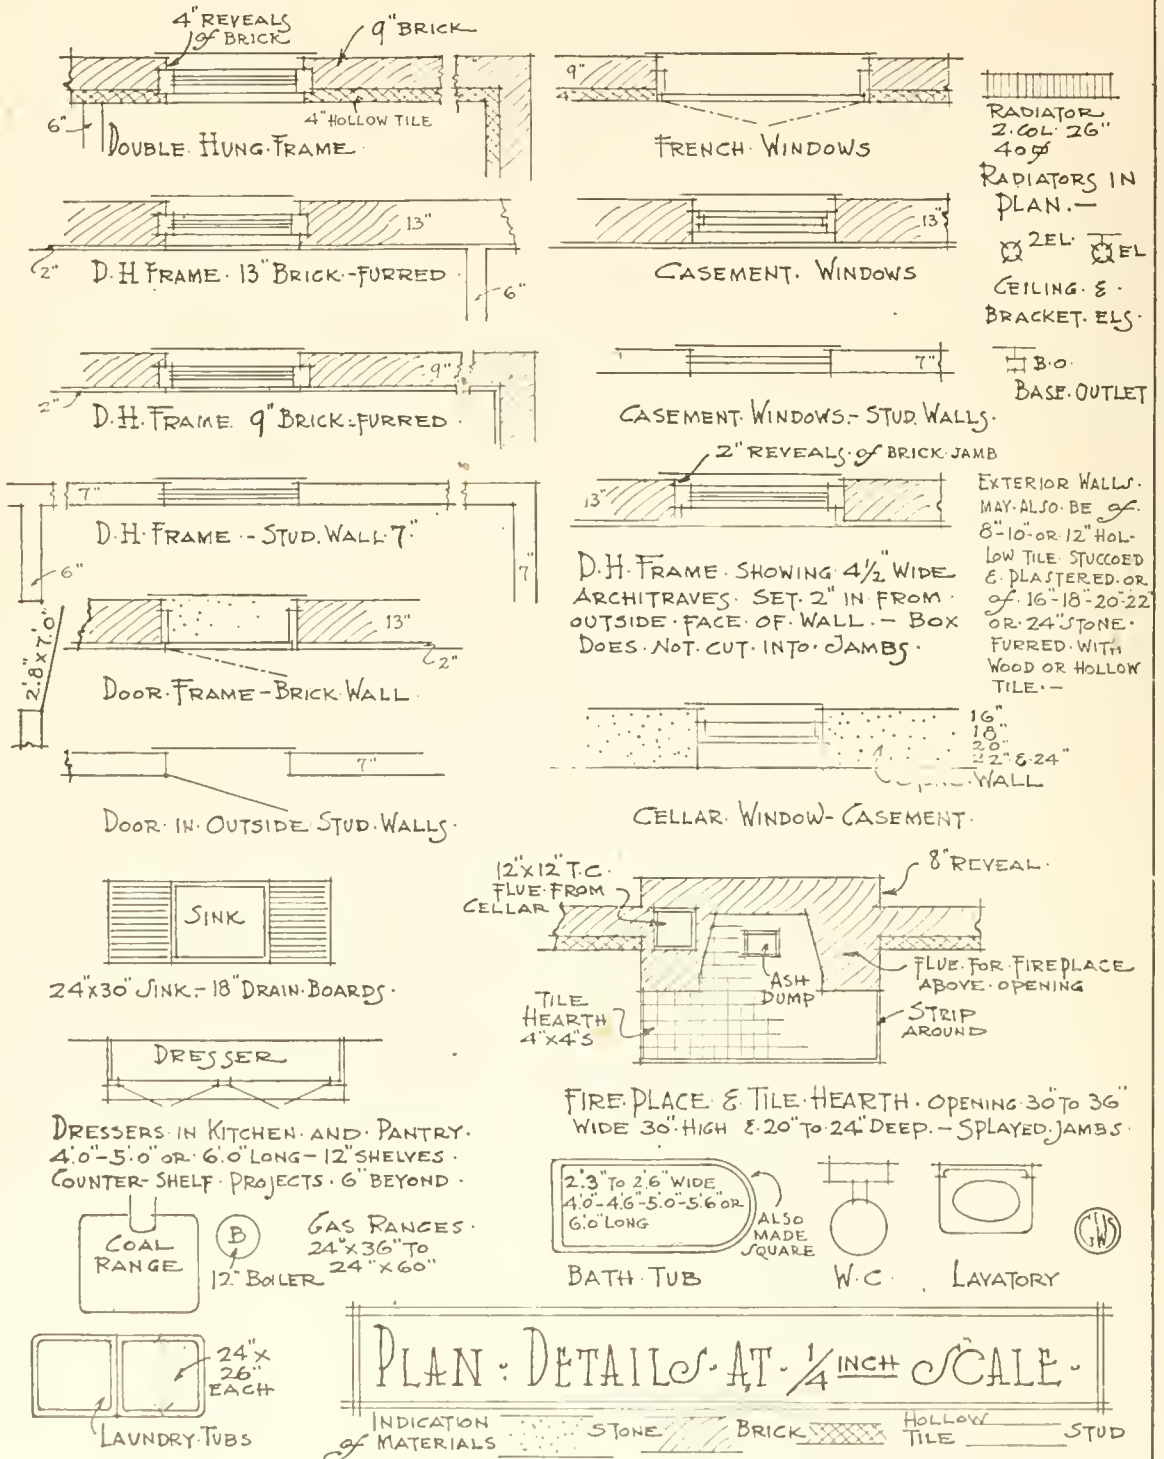 4" REVEALS
of BRICK
9" BRICK
6"
4" HOLLOW TILE
DOUBLE HUNG FRAME
9"
4"
FRENCH WINDOWS
RADIATOR
2. COL. 26"
40
RADIATORS IN
PLAN.—
2EL.
EL
CEILING. &
BRACKET. ELS.
B.O.
BASE. OUTLET
13"
2"
D.H FRAME. 13" BRICK-FURRED
6"
13"
CASEMENT. WINDOWS
9"
2"
D.H. FRAME. 9" BRICK-FURRED.
7"
CASEMENT. WINDOWS.- STUD. WALLS.
2" REVEALS. of BRICK JAMB
7"
D.H. FRAME.- STUD. WALL. 7"
6"
7"
13"
D.H. FRAME. SHOWING 4½" WIDE
ARCHITRAVES. SET. 2" IN FROM.
OUTSIDE. FACE. OF WALL.— BOX
DOES. NOT. CUT. INTO. JAMBS.
EXTERIOR WALLS.
MAY. ALSO. BE of.
8"-10"-OR 12" HOL-
LOW TILE STUCCOED
& PLASTERED. OR
of. 16"-18"-20"-22"
OR. 24" STONE.
FURRED. WITH
WOOD OR HOLLOW
TILE.—
2'.8" x 7'.0"
13"
2"
DOOR. FRAME-BRICK WALL
16"
18"
20"
22" & 24"
WALL
CELLAR WINDOW- CASEMENT.
7"
DOOR. IN. OUTSIDE STUD. WALLS.
SINK
24"x30" SINK.- 18" DRAIN. BOARDS.
12"x12" T.C.
FLUE. FROM
CELLAR
8" REVEAL.
ASH
DUMP
FLUE. FOR. FIREPLACE
ABOVE. OPENING
TILE
HEARTH
4"x4"s
STRIP
AROUND
FIRE. PLACE & TILE. HEARTH. OPENING. 30" TO 36"
WIDE 30" HIGH & 20" TO 24" DEEP.— SPLAYED. JAMBS.
DRESSER
DRESSERS IN KITCHEN. AND. PANTRY.
4'.0"-5'.0" OR. 6'.0" LONG- 12" SHELVES.
COUNTER-SHELF. PROJECTS. 6" BEYOND.
COAL
RANGE
B
12" BOILER
GAS RANGES.
24"x36" TO
24"x60"
2'.3" TO 2'.6" WIDE
4'.0"-4'.6"-5'.0"-5'.6" OR
6'.0" LONG
ALSO
MADE
SQUARE
BATH. TUB
W.C.
LAVATORY
24"x
26"
EACH
LAUNDRY. TUBS
PLAN: DETAILS. AT. ¼ INCH SCALE.
INDICATION
of MATERIALS
STONE
BRICK
HOLLOW
TILE
STUD